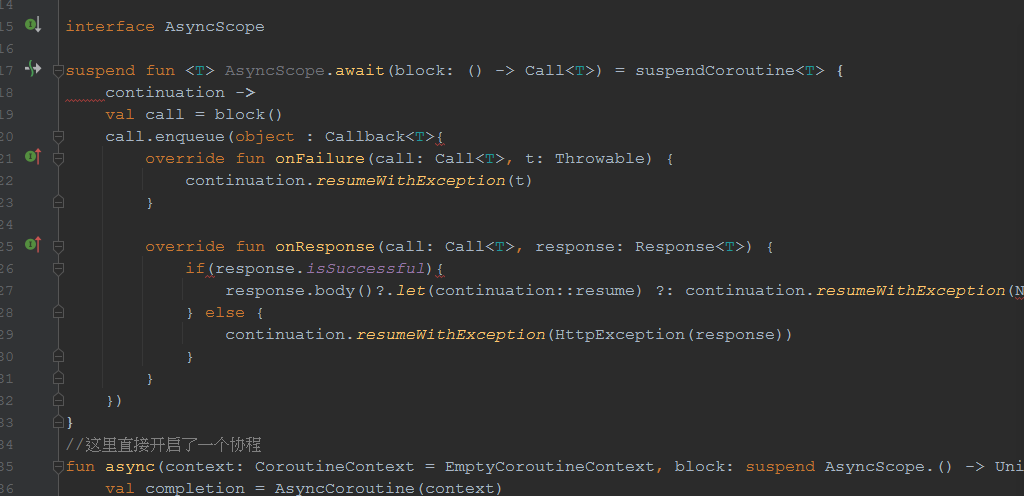 14
15 interface AsyncScope
16
17 suspend fun <T> AsyncScope.await(block: () -> Call<T>) = suspendCoroutine<T> {
18 continuation ->
19 val call = block()
20 call.enqueue(object : Callback<T>{
21 override fun onFailure(call: Call<T>, t: Throwable) {
22 continuation.resumeWithException(t)
23 }
24
25 override fun onResponse(call: Call<T>, response: Response<T>) {
26 if(response.isSuccessful){
27 response.body()?.let(continuation::resume) ?: continuation.resumeWithException(N
28 } else {
29 continuation.resumeWithException(HttpException(response))
30 }
31 }
32 })
33 }
34 //这里直接开启了一个协程
35 fun async(context: CoroutineContext = EmptyCoroutineContext, block: suspend AsyncScope.() -> Uni
36 val completion = AsyncCoroutine(context)